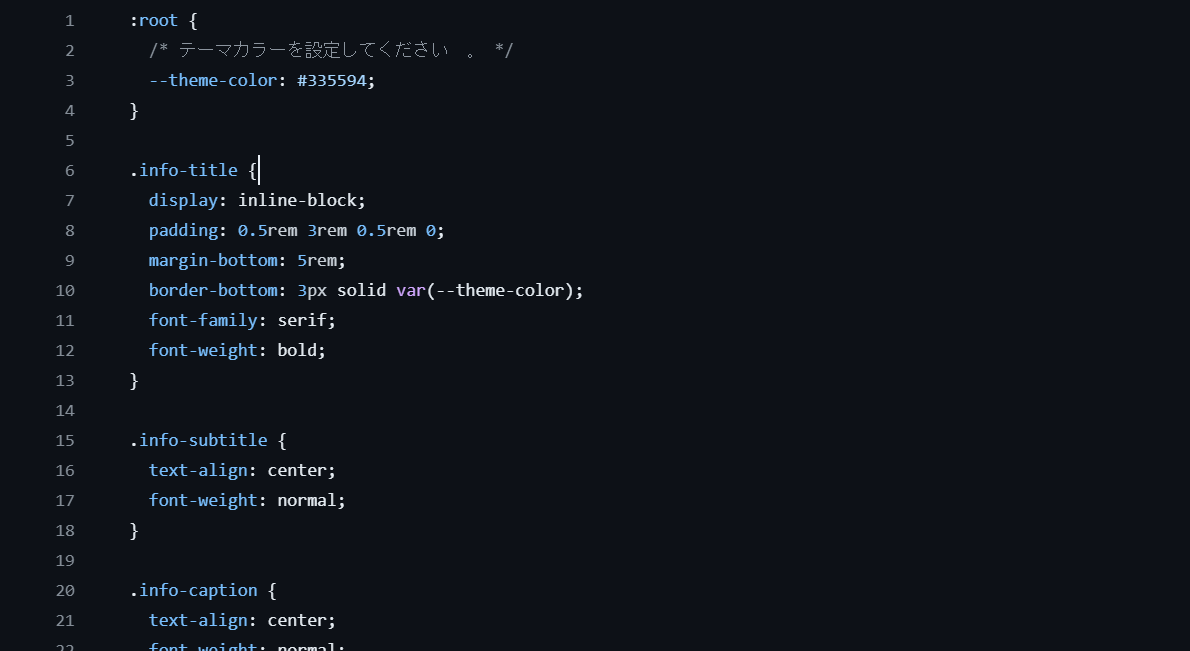 1 :root {
2 /* テーマカラーを設定してください 。 */
3 --theme-color: #335594;
4 }
5
6 .info-title {
7 display: inline-block;
8 padding: 0.5rem 3rem 0.5rem 0;
9 margin-bottom: 5rem;
10 border-bottom: 3px solid var(--theme-color);
11 font-family: serif;
12 font-weight: bold;
13 }
14
15 .info-subtitle {
16 text-align: center;
17 font-weight: normal;
18 }
19
20 .info-caption {
21 text-align: center;
22 font-weight: normal;